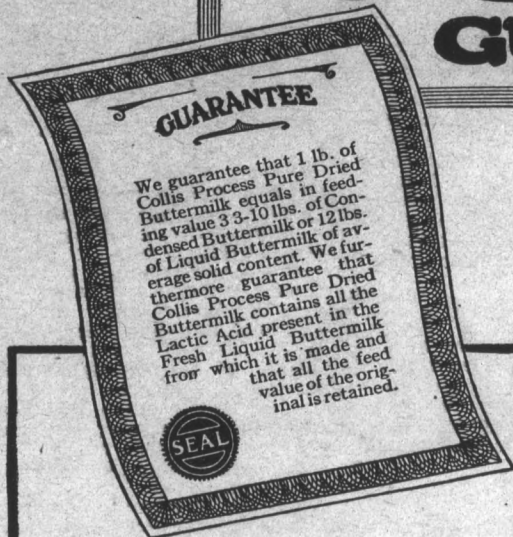 GU
GUARANTEE
We guarantee that 1 lb. of
Collis Process Pure Dried
Buttermilk equals in feed-
ing value 3 3-10 lbs. of Con-
densed Buttermilk or 12 lbs.
of Liquid Buttermilk of av-
erage solid content. We fur-
thermore guarantee that
Collis Process Pure Dried
Buttermilk contains all the
Lactic Acid present in the
Fresh Liquid Buttermilk
from which it is made and
that all the feed
value of the orig-
inal is retained.
SEAL